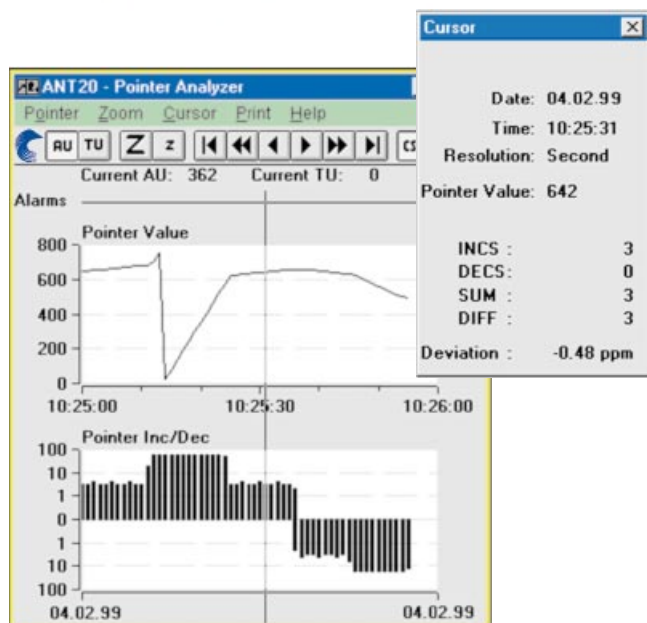 Cursor
Date: 04.02.99
Time: 10:25:31
Resolution: Second
Pointer Value: 642
INCS : 3
DECS: 0
SUM : 3
DIFF : 3
Deviation : -0.48 ppm
ANT20 - Pointer Analyzer
Pointer Zoom Cursor Print Help
AU TU Z z
Current AU: 362 Current TU: 0
Alarms
Pointer Value
800
600
400
200
0
10:25:00 10:25:30 10:26:00
Pointer Inc/Dec
100
10
1
0
1
10
100
04.02.99 04.02.99